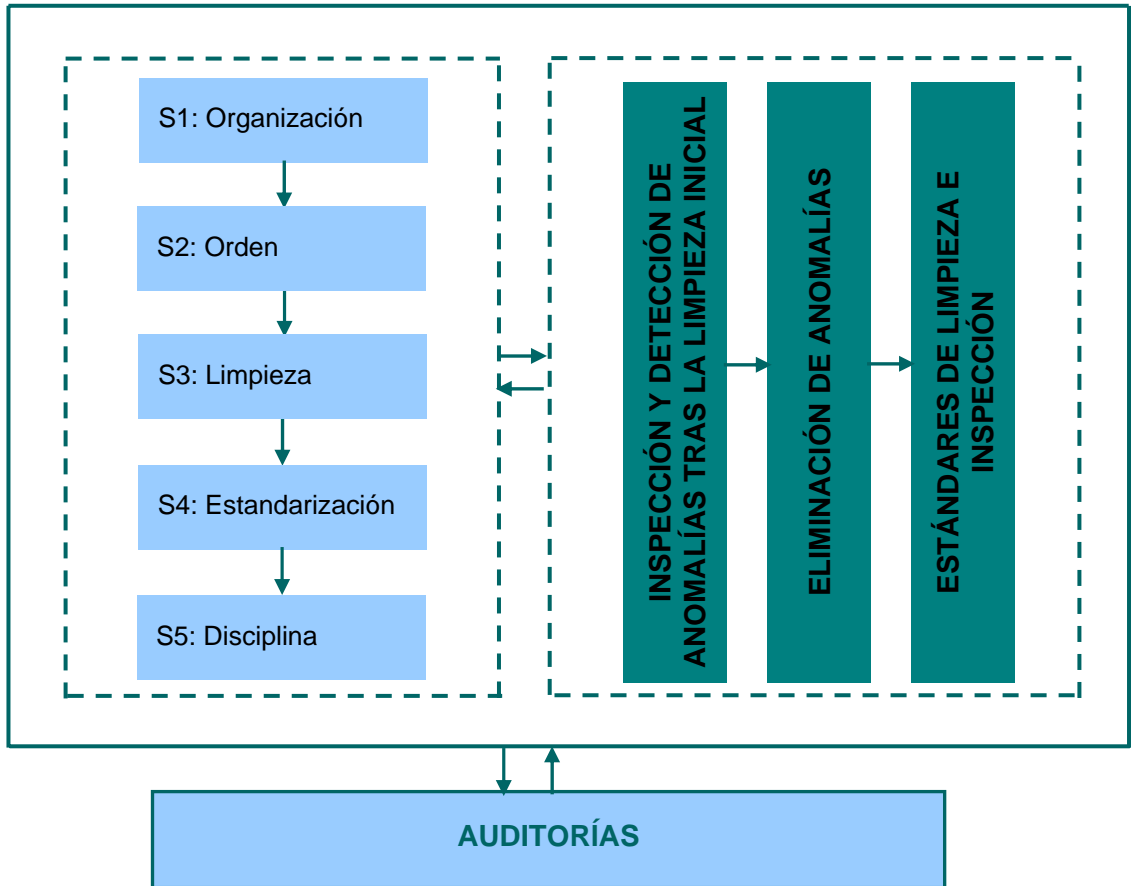 S1: Organización
S2: Orden
S3: Limpieza
S4: Estandarización
S5: Disciplina
INSPECCIÓN Y DETECCIÓN DE
ANOMALÍAS TRAS LA LIMPIEZA INICIAL
ELIMINACIÓN DE ANOMALÍAS
ESTÁNDARES DE LIMPIEZA E
INSPECCIÓN
AUDITORÍAS